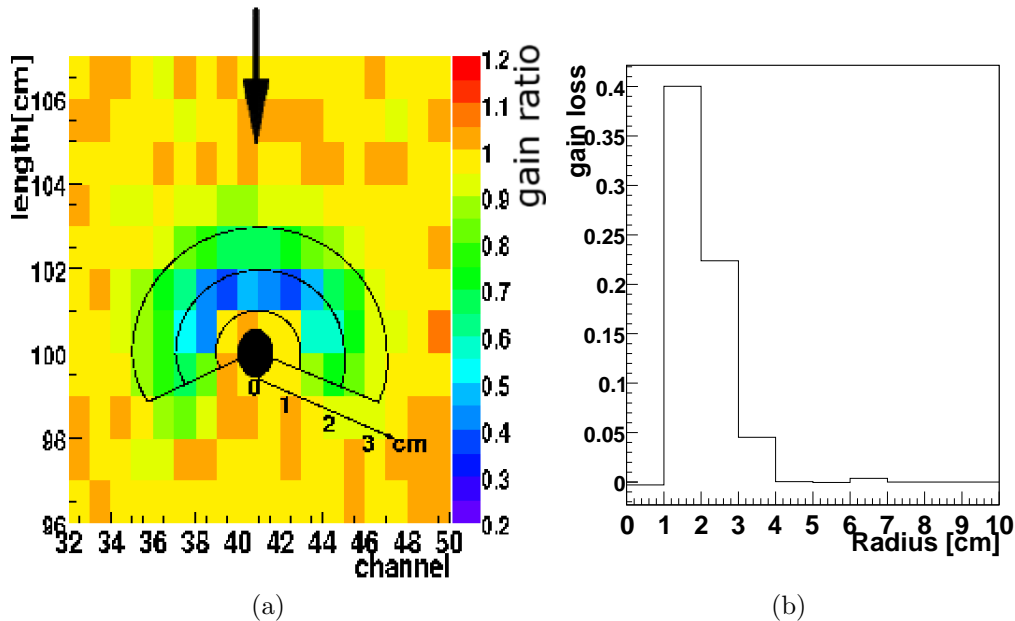 length[cm]
106
104
102
100
98
96
32 34 36 38 40 42 44 46 48 50
channel
0
1
2
3 cm
1.2
1.1
1
0.9
0.8
0.7
0.6
0.5
0.4
0.3
0.2
gain ratio
(a)
gain loss
0.4
0.35
0.3
0.25
0.2
0.15
0.1
0.05
0
0 1 2 3 4 5 6 7 8 9 10
Radius [cm]
(b)